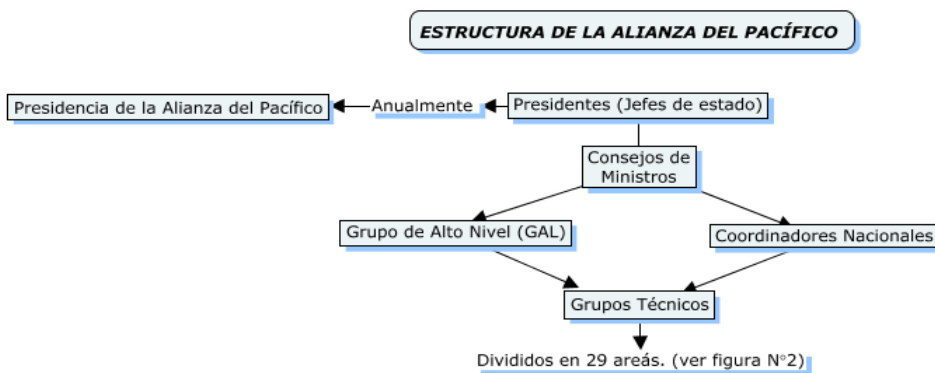 ESTRUCTURA DE LA ALIANZA DEL PACÍFICO
Presidencia de la Alianza del Pacífico
Anualmente
Presidentes (Jefes de estado)
Consejos de
Ministros
Grupo de Alto Nivel (GAL)
Coordinadores Nacionales
Grupos Técnicos
Divididos en 29 areás. (ver figura N°2)